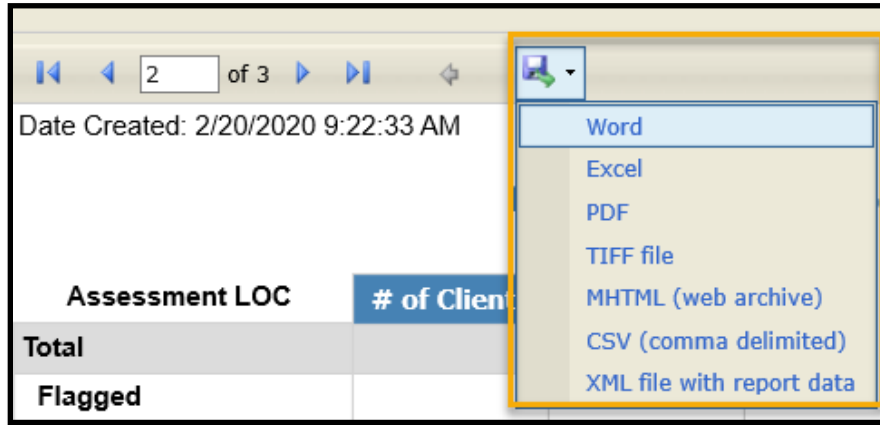 2 of 3
Date Created: 2/20/2020 9:22:33 AM
Word
Excel
PDF
TIFF file
MHTML (web archive)
CSV (comma delimited)
XML file with report data
Assessment LOC
# of Client
Total
Flagged